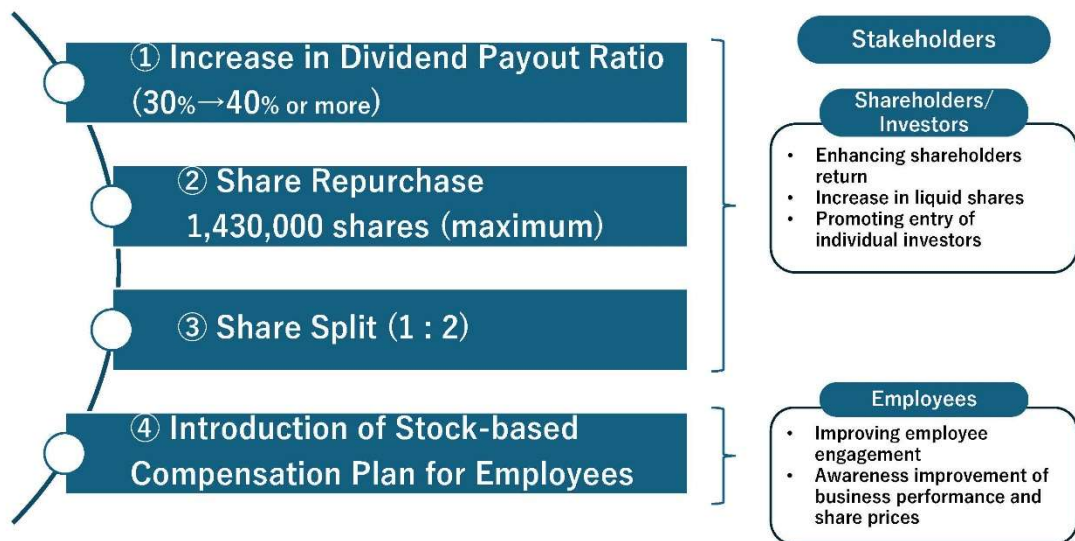 ① Increase in Dividend Payout Ratio
(30%→40% or more)
② Share Repurchase
1,430,000 shares (maximum)
③ Share Split (1 : 2)
④ Introduction of Stock-based
Compensation Plan for Employees
Stakeholders
Shareholders/
Investors
• Enhancing shareholders
return
• Increase in liquid shares
• Promoting entry of
individual investors
Employees
• Improving employee
engagement
• Awareness improvement of
business performance and
share prices